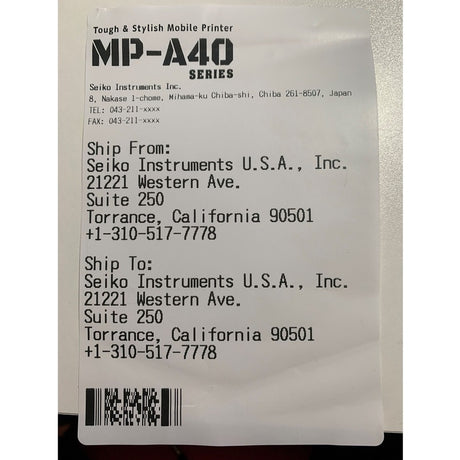 Tough & Stylish Mobile Printer
MP-A40
SERIES
Seiko Instruments Inc.
8, Nakase 1-chome, Mihama-ku Chiba-shi, Chiba 261-8507, Japan
TEL: 043-211-xxxx
FAX: 043-211-xxxx
Ship From:
Seiko Instruments U.S.A., Inc.
21221 Western Ave.
Suite 250
Torrance, California 90501
+1-310-517-7778
Ship To:
Seiko Instruments U.S.A., Inc.
21221 Western Ave.
Suite 250
Torrance, California 90501
+1-310-517-7778